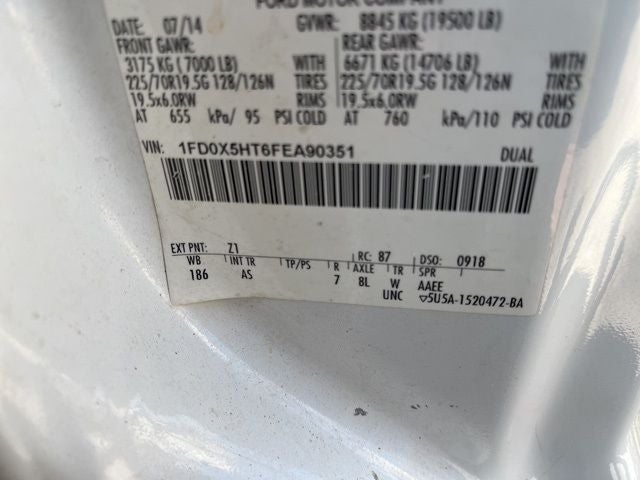 FORD MOTOR COMPANY
DATE: 07/14 GVWR: 8845 KG (19500 LB)
FRONT GAWR: REAR GAWR:
3175 KG (7000 LB) WITH 6671 KG (14706 LB) WITH
225/70R19.5G 128/126N TIRES 225/70R19.5G 128/126N TIRES
19.5x6.0RW RIMS 19.5x6.0RW RIMS
AT 655 kPa/ 95 PSI COLD AT 760 kPa/110 PSI COLD
VIN: 1FD0X5HT6FEA90351 DUAL
EXT PNT: Z1 RC: 87 DSO: 0918
WB INT TR TP/PS R AXLE TR SPR
186 AS 7 8L W AAEE
UNC ▽5U5A-1520472-BA